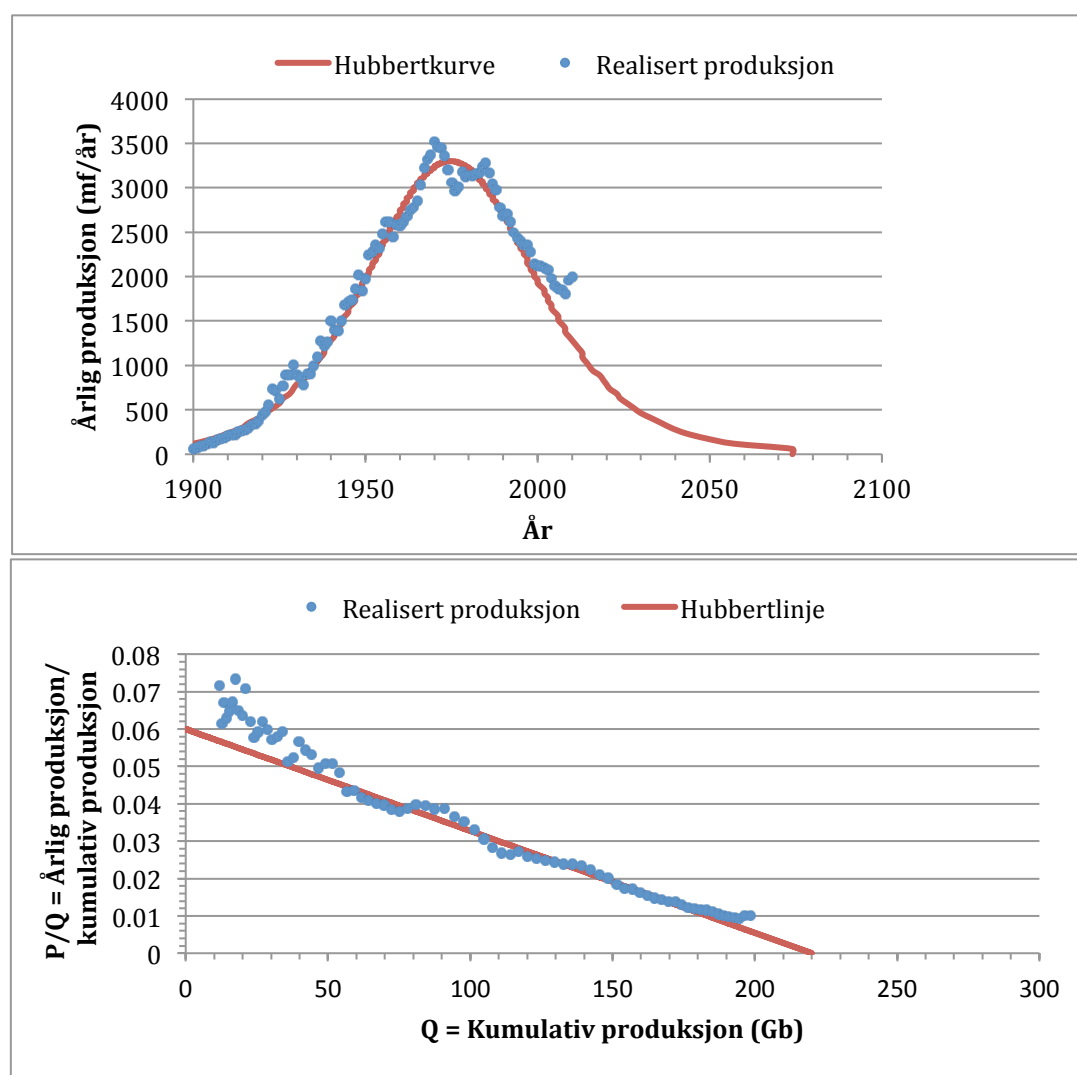 Hubbertkurve Realisert produksjon
Årlig produksjon (mf/år)
4000
3500
3000
2500
2000
1500
1000
500
0
1900 1950 2000 2050 2100
År
Realisert produksjon Hubbertlinje
P/Q = Årlig produksjon/
kumulativ produksjon
0.08
0.07
0.06
0.05
0.04
0.03
0.02
0.01
0
0 50 100 150 200 250 300
Q = Kumulativ produksjon (Gb)